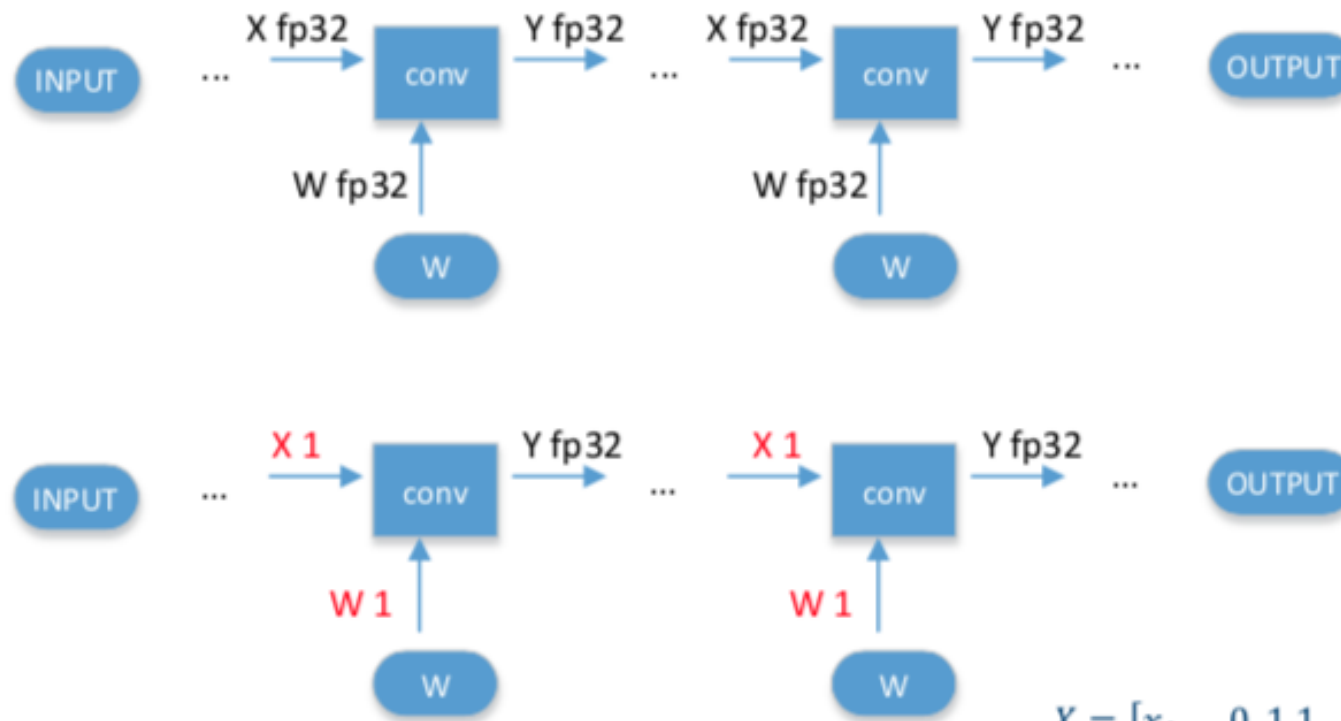 X fp32 Y fp32 X fp32 Y fp32
INPUT ... conv ... conv ... OUTPUT
W fp32 W fp32
W W
X 1 Y fp32 X 1 Y fp32
INPUT ... conv ... conv ... OUTPUT
W 1 W 1
W W